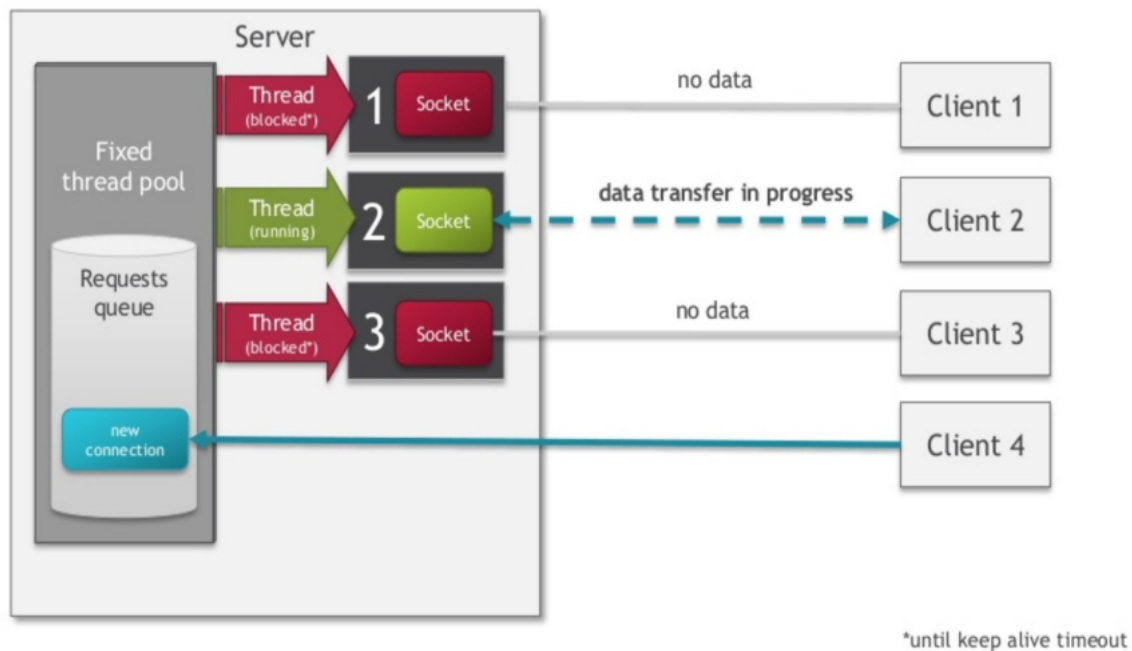 Server
Fixed
thread pool
Requests
queue
new
connection
Thread
(blocked*)
1
Socket
no data
Client 1
Thread
(running)
2
Socket
data transfer in progress
Client 2
Thread
(blocked*)
3
Socket
no data
Client 3
Client 4
*until keep alive timeout